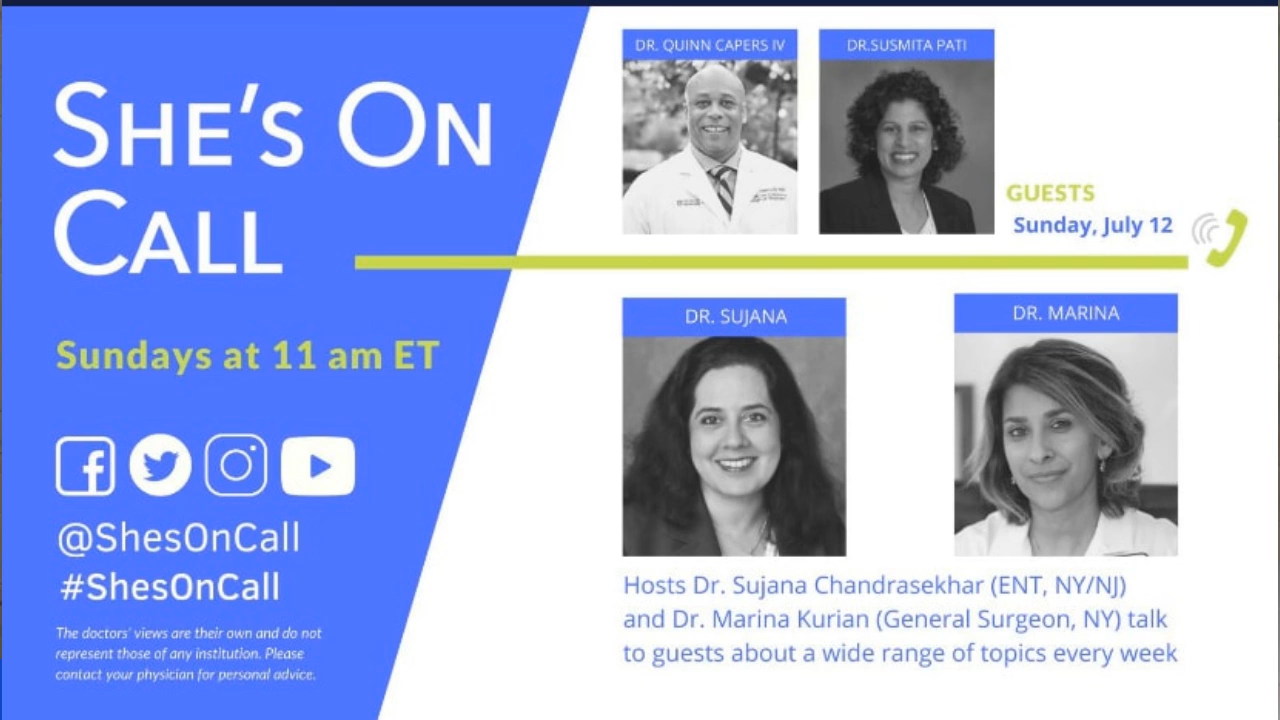 SHE'S ON
CALL
Sundays at 11 am ET
@ShesOnCall
#ShesOnCall
The doctors' views are their own and do not
represent those of any institution. Please
contact your physician for personal advice.
DR. QUINN CAPERS IV
DR.SUSMITA PATI
GUESTS
Sunday, July 12
DR. SUJANA
DR. MARINA
Hosts Dr. Sujana Chandrasekhar (ENT, NY/NJ)
and Dr. Marina Kurian (General Surgeon, NY) talk
to guests about a wide range of topics every week